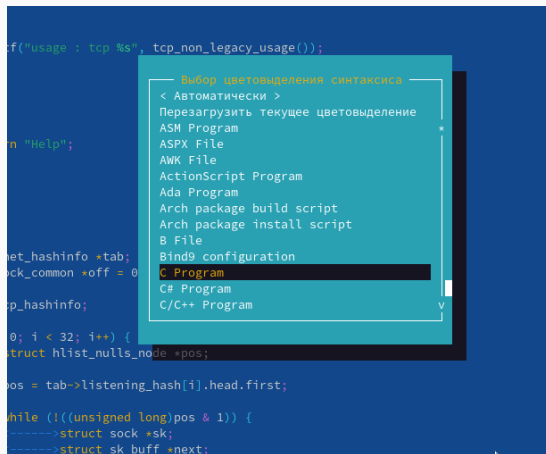 f("usage : tcp %s", tcp_non_legacy_usage());
Выбор цветовыделения синтаксиса
< Автоматически >
Перезагрузить текущее цветовыделение
ASM Program
*
rn "Help";
ASPX File
AWK File
ActionScript Program
Ada Program
Arch package build script
Arch package install script
B File
net_hashinfo *tab;
Bind9 configuration
ock_common *off = 0
C Program
C# Program
cp_hashinfo;
C/C++ Program
v
0; i < 32; i++) {
struct hlist_nulls_node *pos;
pos = tab->listening_hash[i].head.first;
while (!((unsigned long)pos & 1)) {
<------>struct sock *sk;
<------>struct sk_buff *next;